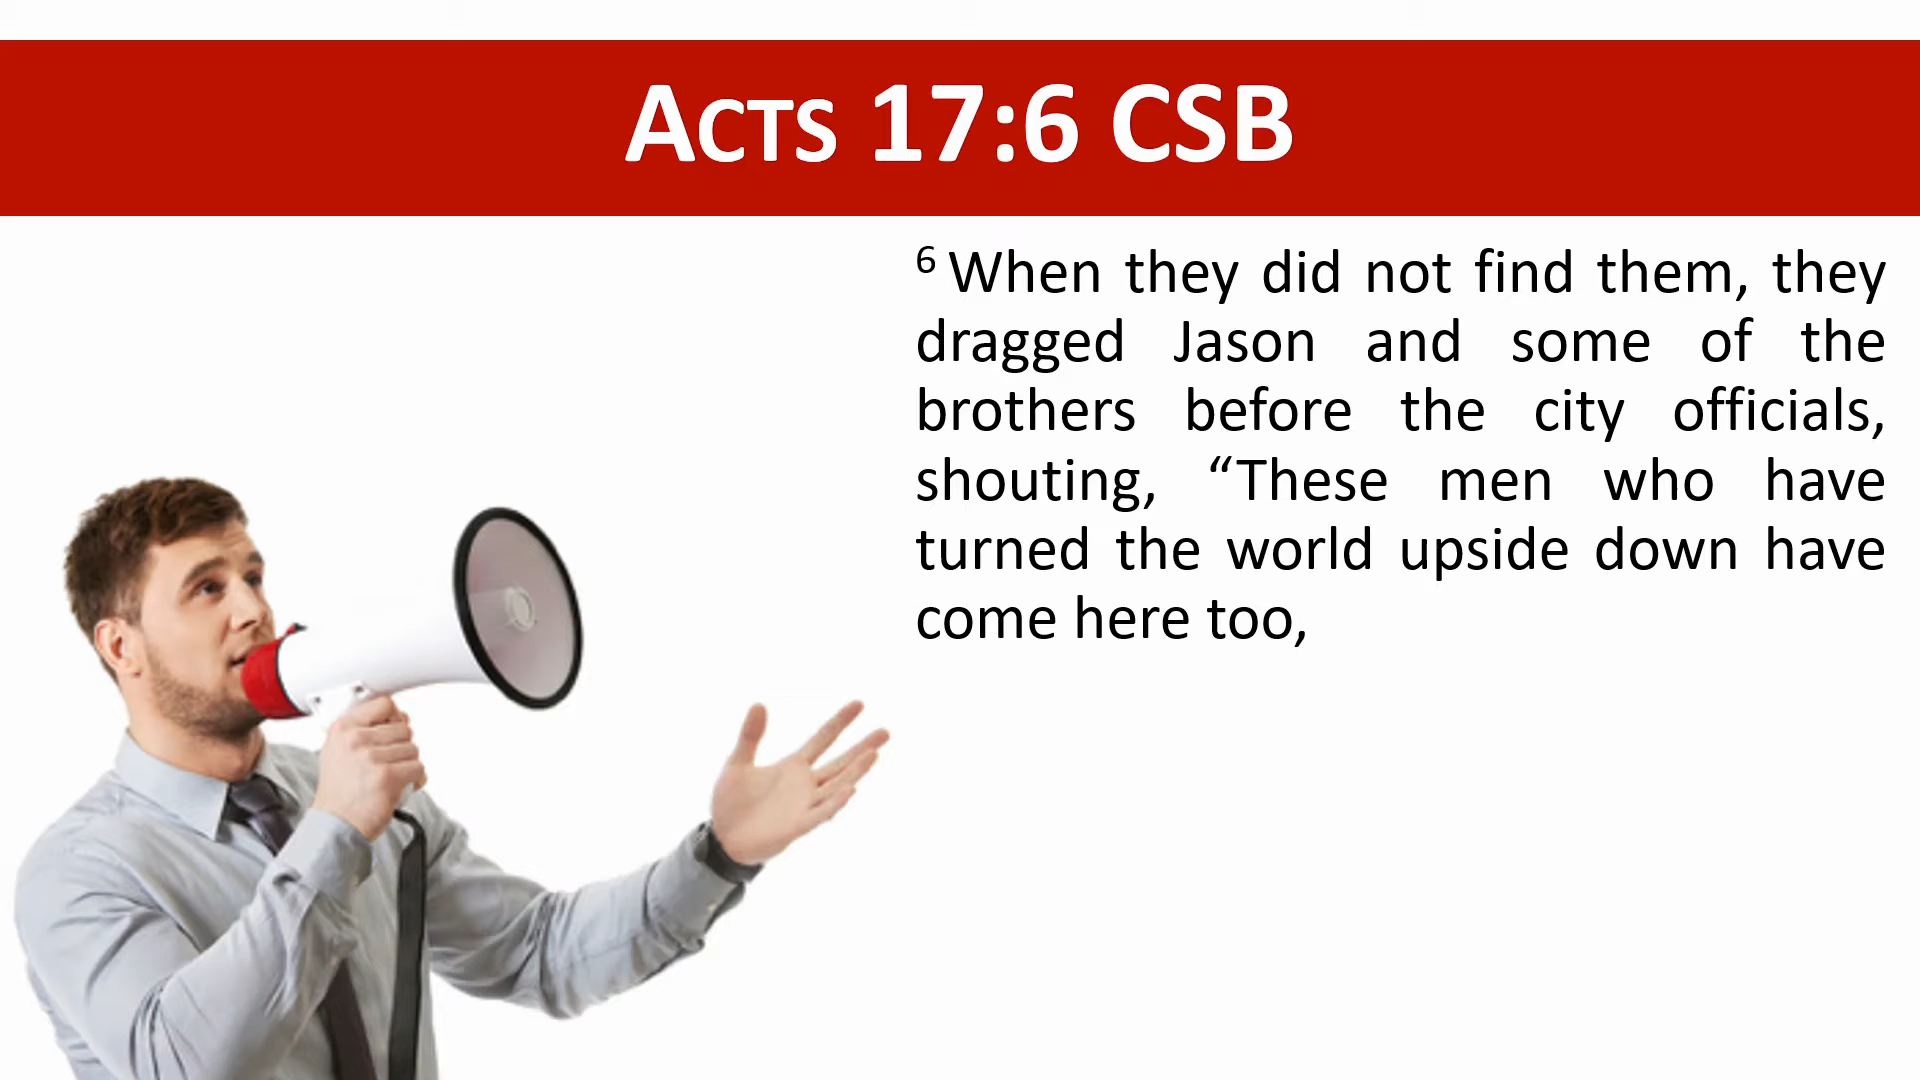 ACTS 17:6 CSB
6 When they did not find them, they
dragged Jason and some of the
brothers before the city officials,
shouting, “These men who have
turned the world upside down have
come here too,